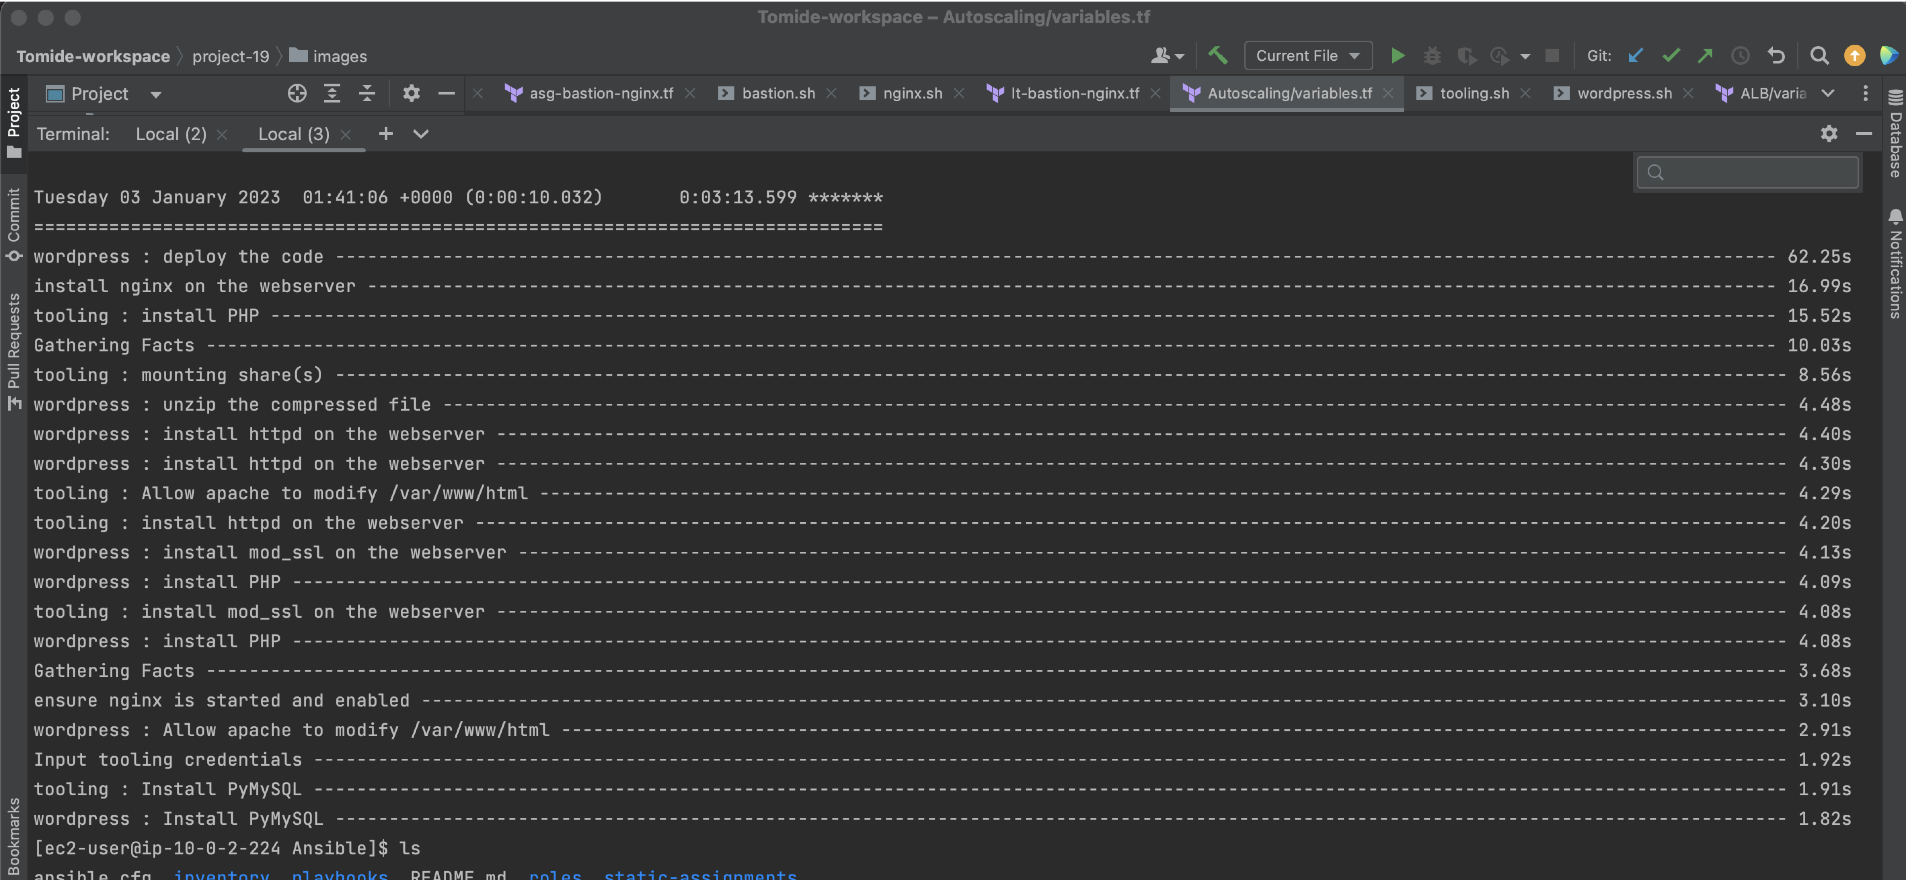 Tomide-workspace – Autoscaling/variables.tf
Tomide-workspace project-19 images Current File Git:
Project asg-bastion-nginx.tf bastion.sh nginx.sh lt-bastion-nginx.tf Autoscaling/variables.tf tooling.sh wordpress.sh ALB/varia
Terminal: Local (2) Local (3) +
Project
Commit
Pull Requests
Bookmarks
Database
Notifications
Tuesday 03 January 2023  01:41:06 +0000 (0:00:10.032)       0:03:13.599 *******
===============================================================================
wordpress : deploy the code -------------------------------------------------- 62.25s
install nginx on the webserver -------------------------------------------------- 16.99s
tooling : install PHP -------------------------------------------------- 15.52s
Gathering Facts -------------------------------------------------- 10.03s
tooling : mounting share(s) -------------------------------------------------- 8.56s
wordpress : unzip the compressed file -------------------------------------------------- 4.48s
wordpress : install httpd on the webserver -------------------------------------------------- 4.40s
wordpress : install httpd on the webserver -------------------------------------------------- 4.30s
tooling : Allow apache to modify /var/www/html -------------------------------------------------- 4.29s
tooling : install httpd on the webserver -------------------------------------------------- 4.20s
wordpress : install mod_ssl on the webserver -------------------------------------------------- 4.13s
wordpress : install PHP -------------------------------------------------- 4.09s
tooling : install mod_ssl on the webserver -------------------------------------------------- 4.08s
wordpress : install PHP -------------------------------------------------- 4.08s
Gathering Facts -------------------------------------------------- 3.68s
ensure nginx is started and enabled -------------------------------------------------- 3.10s
wordpress : Allow apache to modify /var/www/html -------------------------------------------------- 2.91s
Input tooling credentials -------------------------------------------------- 1.92s
tooling : Install PyMySQL -------------------------------------------------- 1.91s
wordpress : Install PyMySQL -------------------------------------------------- 1.82s
[ec2-user@ip-10-0-2-224 Ansible]$ ls
ansible.cfg  inventory  playbooks  README.md  roles  static-assignments